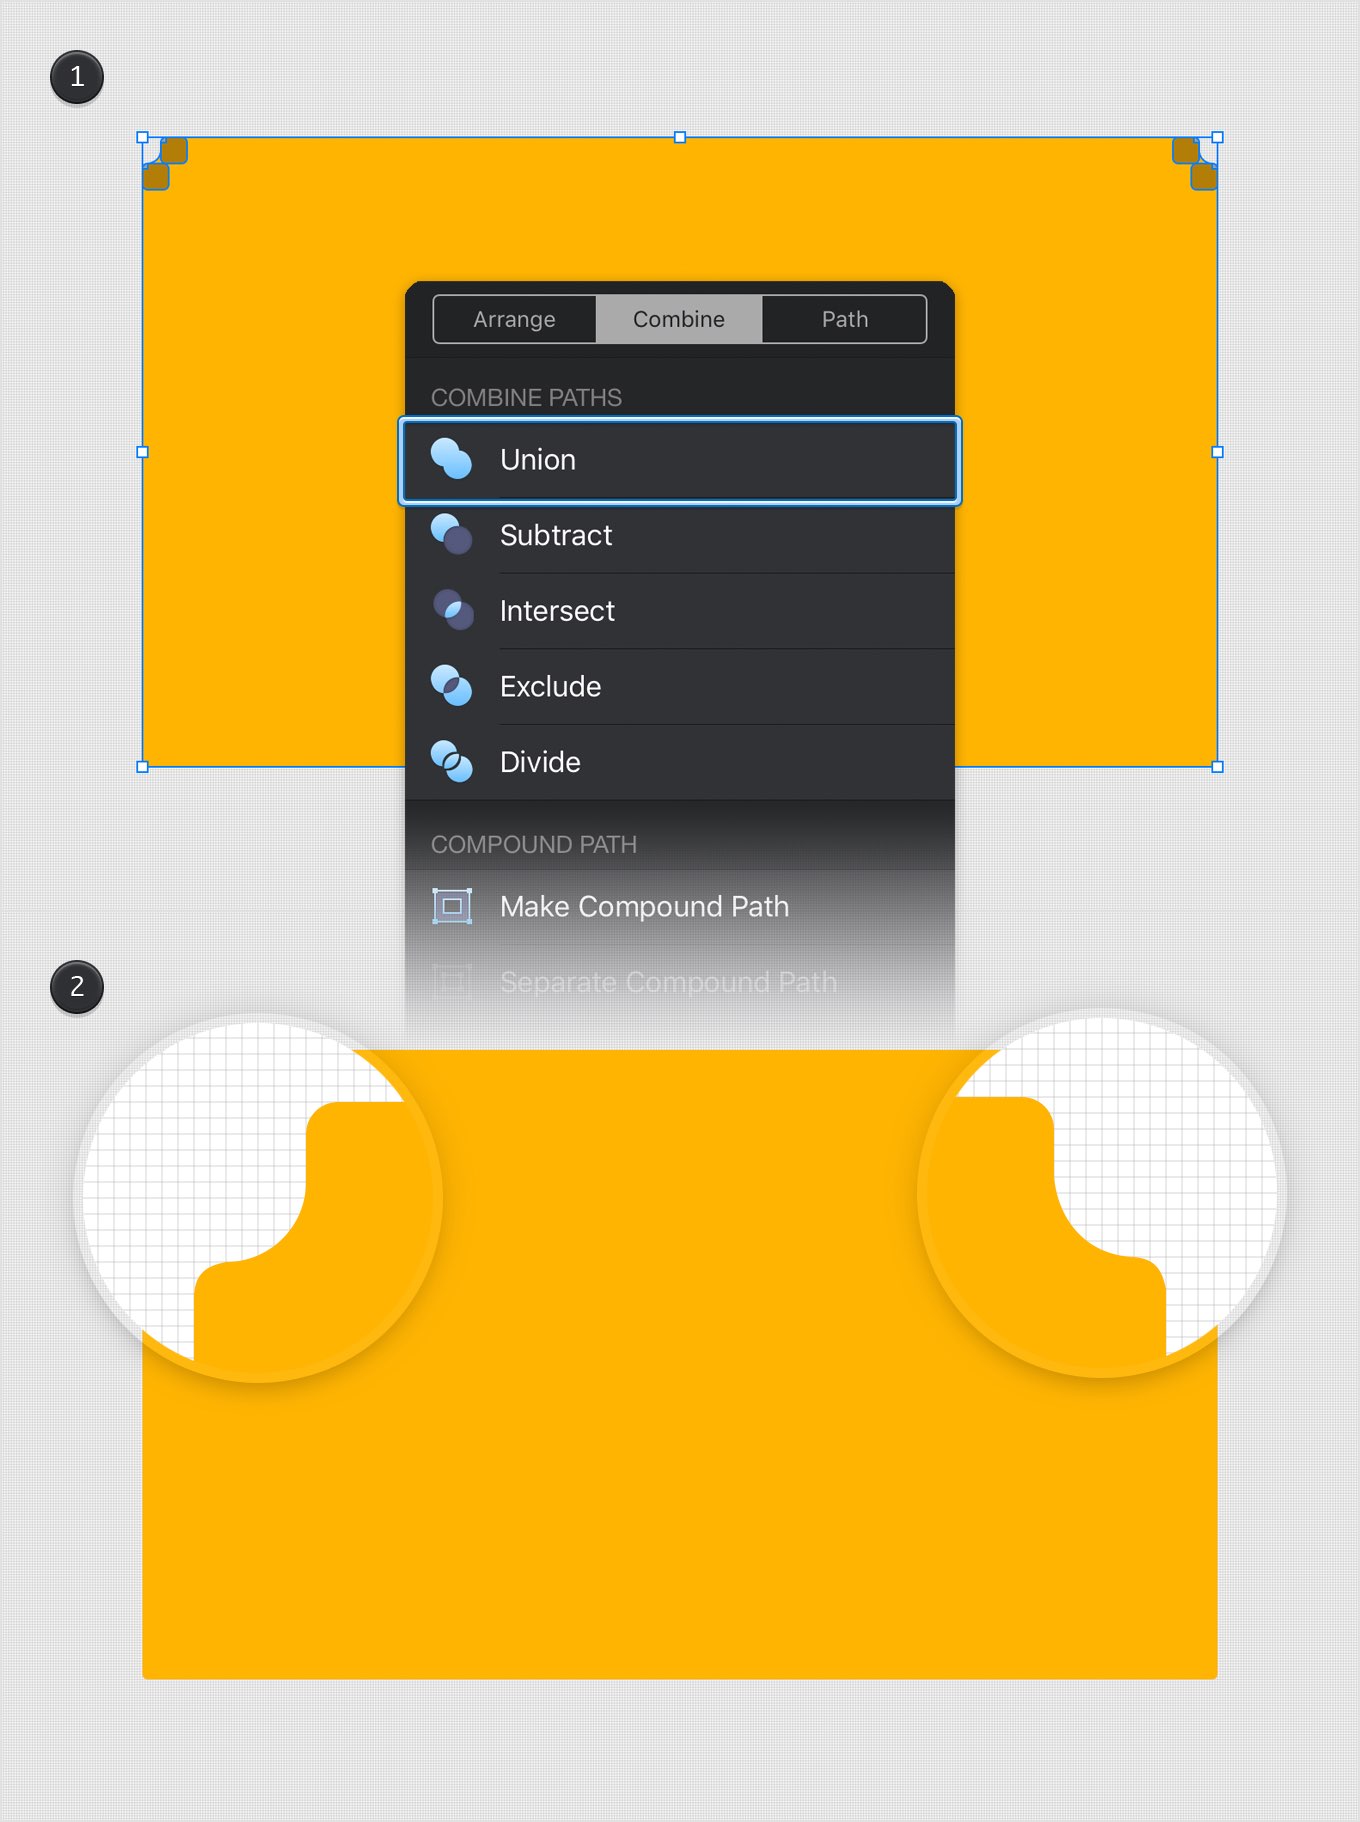 1
Arrange Combine Path
COMBINE PATHS
Union
Subtract
Intersect
Exclude
Divide
COMPOUND PATH
Make Compound Path
Separate Compound Path
2